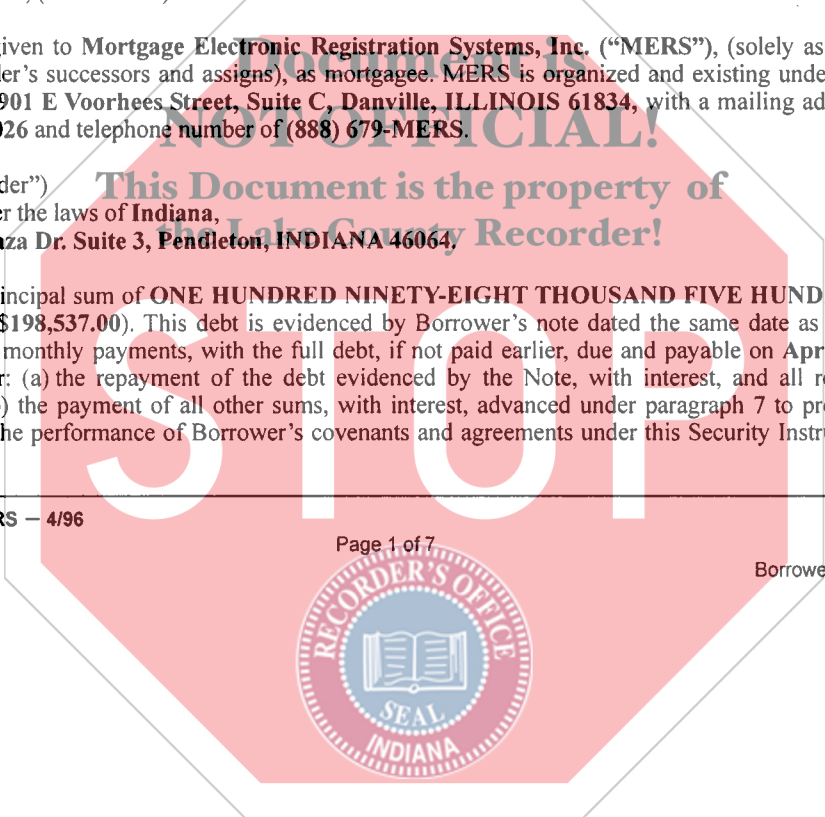 given to Mortgage Electronic Registration Systems, Inc. ("MERS"), (solely as
er's successors and assigns), as mortgagee. MERS is organized and existing unde
901 E Voorhees Street, Suite C, Danville, ILLINOIS 61834, with a mailing ad
026 and telephone number of (888) 679-MERS.
Document is
NOT OFFICIAL!
This Document is the property of
the Lake County Recorder!
der")
er the laws of Indiana,
aza Dr. Suite 3, Pendleton, INDIANA 46064.
incipal sum of ONE HUNDRED NINETY-EIGHT THOUSAND FIVE HUND
$198,537.00). This debt is evidenced by Borrower's note dated the same date as
monthly payments, with the full debt, if not paid earlier, due and payable on Apr
r: (a) the repayment of the debt evidenced by the Note, with interest, and all r
) the payment of all other sums, with interest, advanced under paragraph 7 to pr
he performance of Borrower's covenants and agreements under this Security Instr
STOP
RS – 4/96
Page 1 of 7
Borrowe
RECORDER'S OFFICE
SEAL
INDIANA